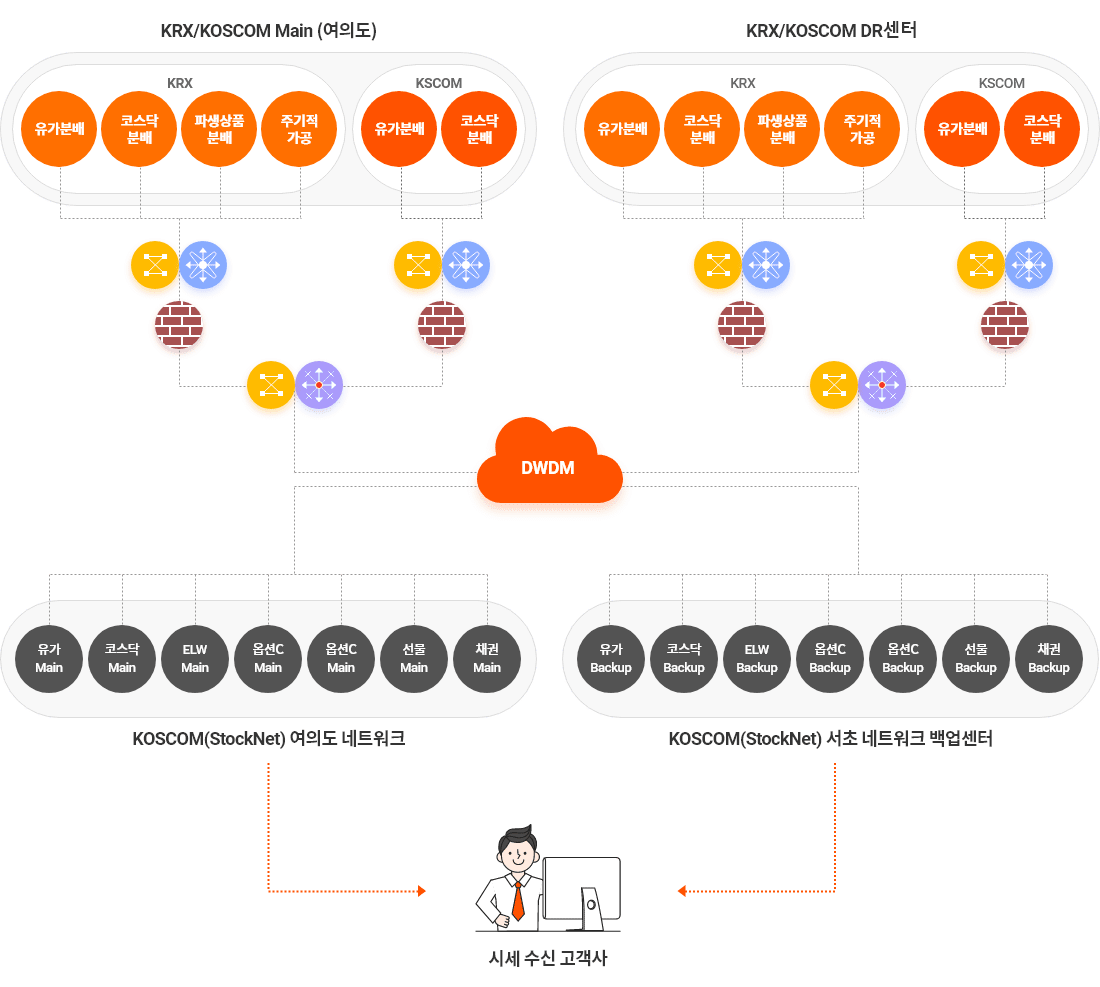 KRX/KOSCOM Main (여의도)
KRX
유가분배
코스닥
분배
파생상품
분배
주기적
가공
KSCOM
유가분배
코스닥
분배
KRX/KOSCOM DR센터
KRX
유가분배
코스닥
분배
파생상품
분배
주기적
가공
KSCOM
유가분배
코스닥
분배
DWDM
유가
Main
코스닥
Main
ELW
Main
옵션C
Main
옵션C
Main
선물
Main
채권
Main
KOSCOM(StockNet) 여의도 네트워크
유가
Backup
코스닥
Backup
ELW
Backup
옵션C
Backup
옵션C
Backup
선물
Backup
채권
Backup
KOSCOM(StockNet) 서초 네트워크 백업센터
시세 수신 고객사